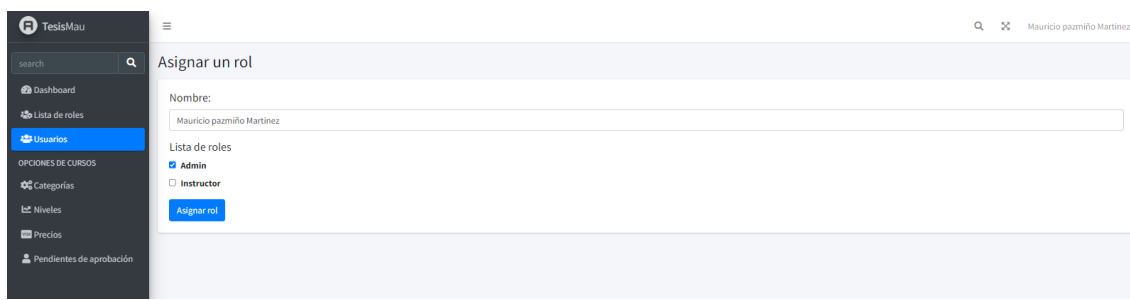 TesisMau
Mauricio pazmiño Martinez
search
Asignar un rol
Dashboard
Lista de roles
Usuarios
OPCIONES DE CURSOS
Categorías
Niveles
Precios
Pendientes de aprobación
Nombre:
Mauricio pazmiño Martinez
Lista de roles
Admin
Instructor
Asignar rol